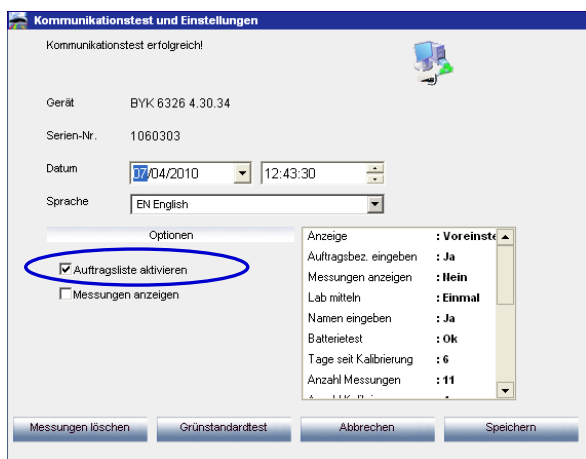 Kommunikationstest und Einstellungen
Kommunikationstest erfolgreich!
Gerät BYK 6326 4.30.34
Serien-Nr. 1060303
Datum 07/04/2010 12:43:30
Sprache EN English
Optionen
Auftragsliste aktivieren
Messungen anzeigen
Anzeige : Voreinste
Auftragsbez. eingeben : Ja
Messungen anzeigen : Nein
Lab mitteln : Einmal
Namen eingeben : Ja
Batterietest : Ok
Tage seit Kalibrierung : 6
Anzahl Messungen : 11
Messungen löschen Grünstandardtest Abbrechen Speichern